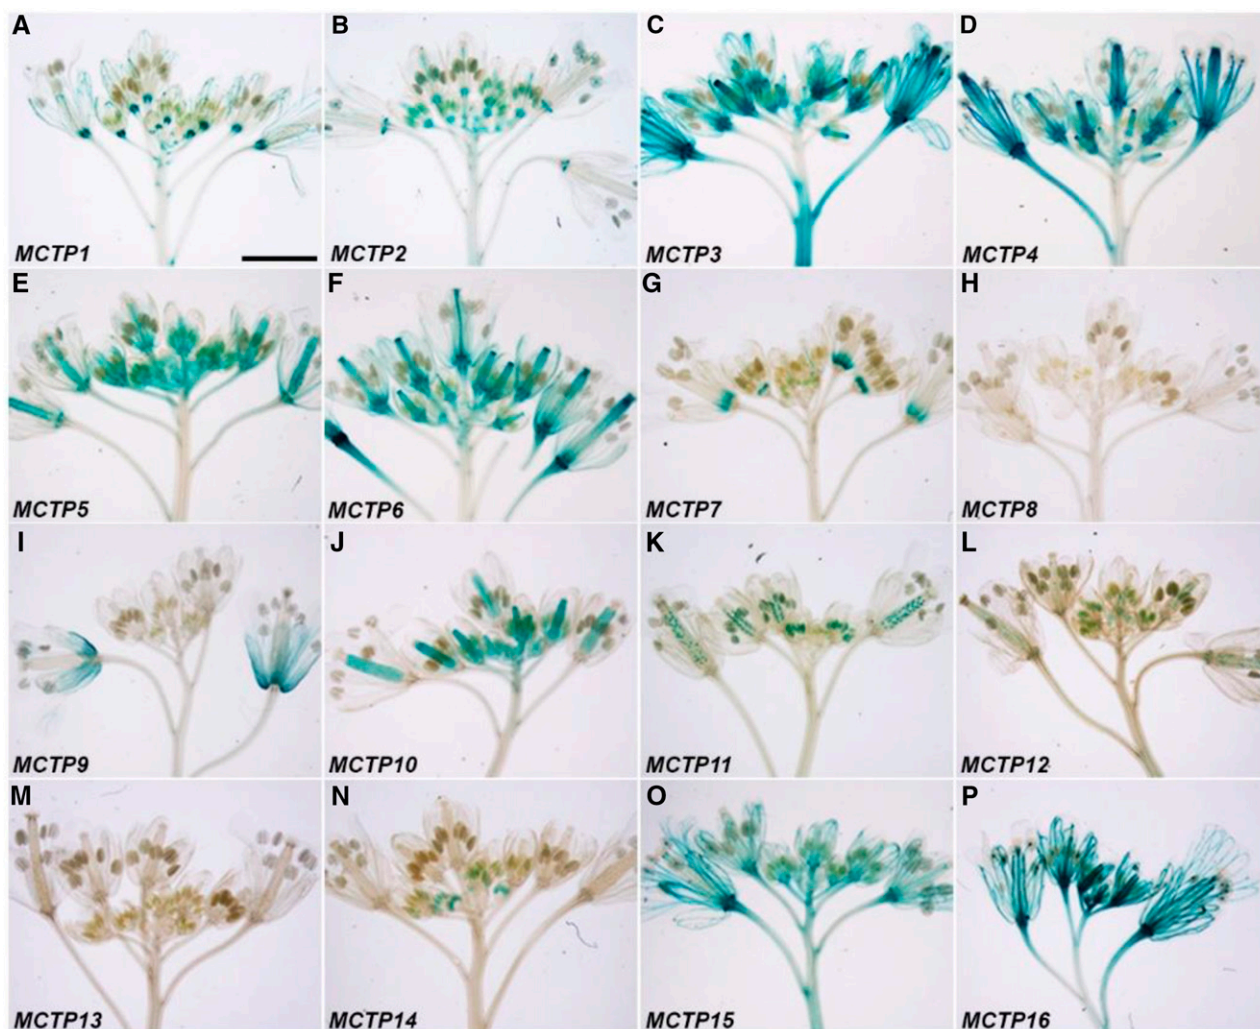 A B C D
MCTP1 MCTP2 MCTP3 MCTP4
E F G H
MCTP5 MCTP6 MCTP7 MCTP8
I J K L
MCTP9 MCTP10 MCTP11 MCTP12
M N O P
MCTP13 MCTP14 MCTP15 MCTP16